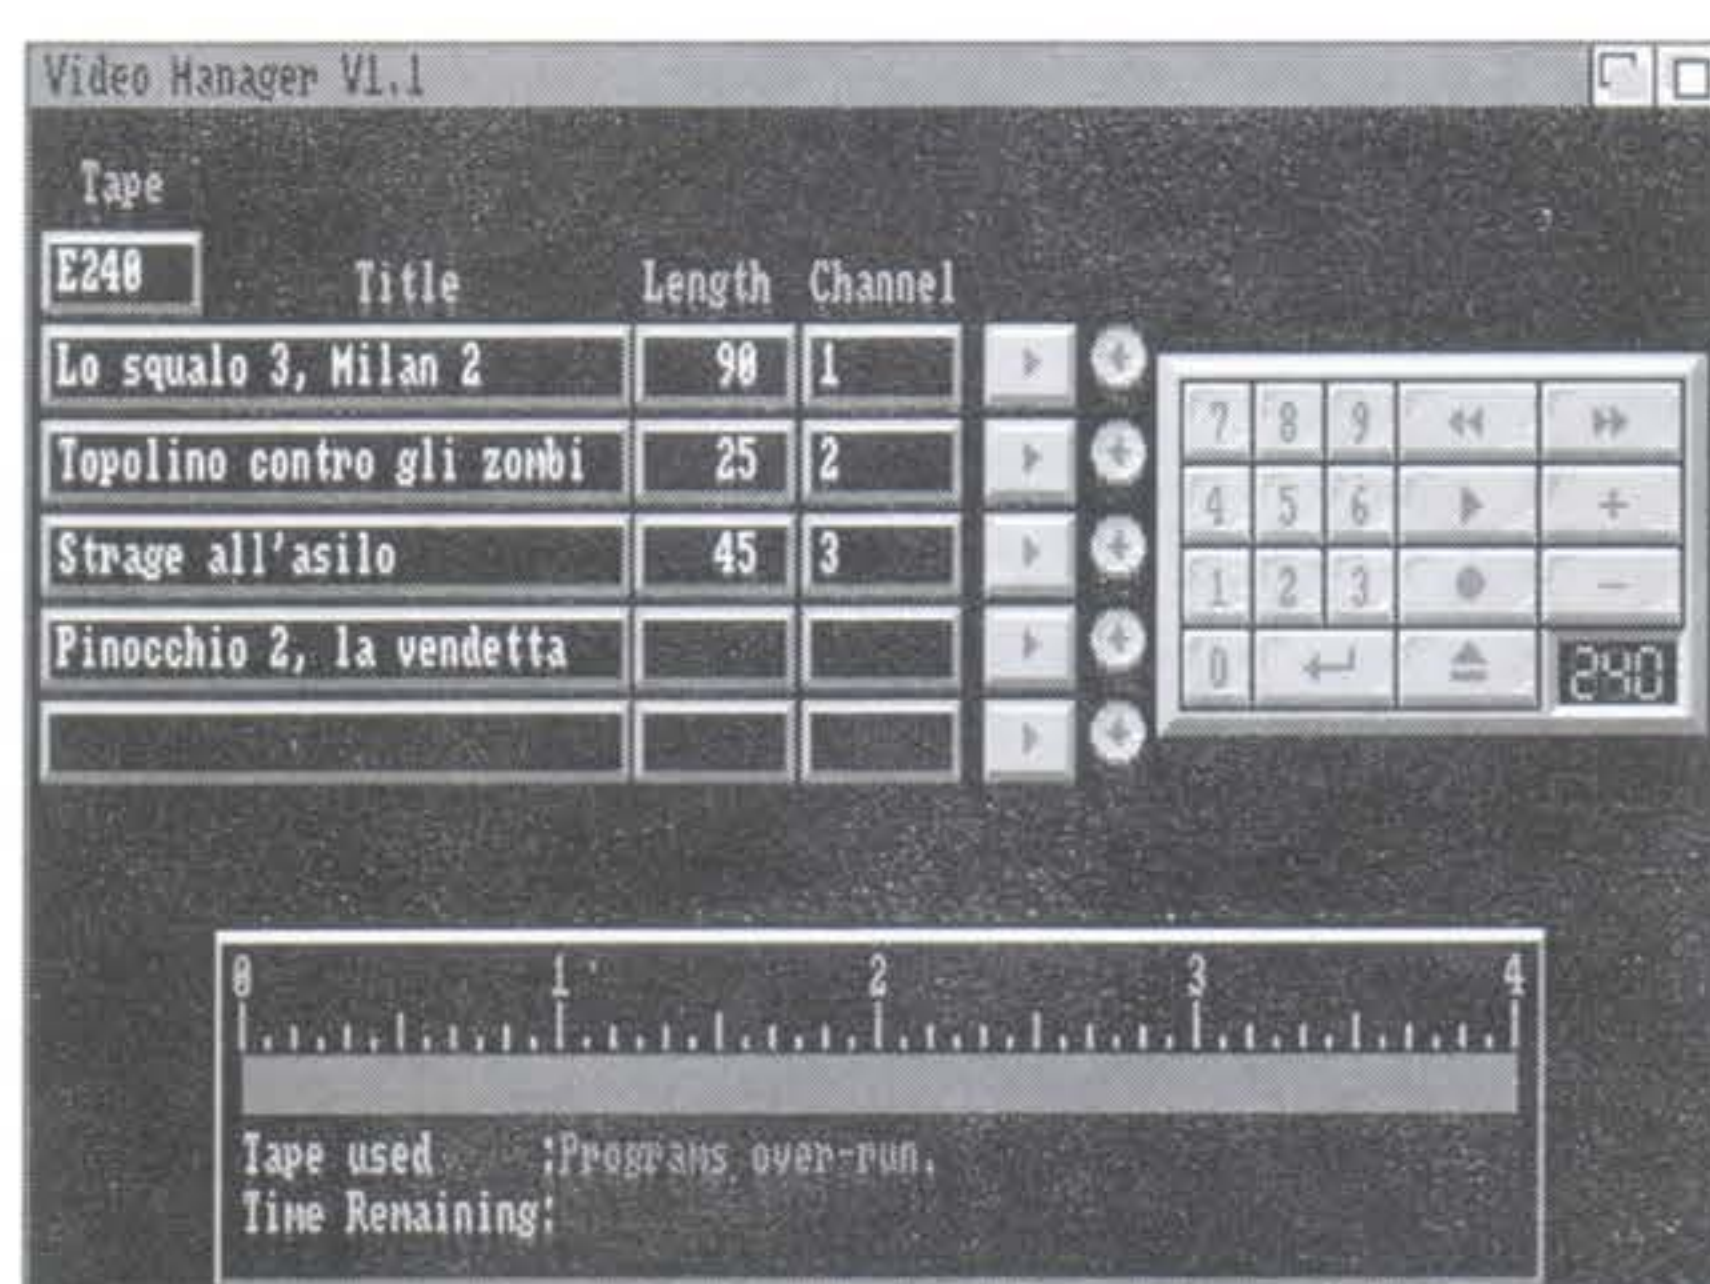 Video Manager V1.1
Tape
E240
Title Length Channel
Lo squalo 3, Milan 2 90 1
Topolino contro gli zombi 25 2
Strage all'asilo 45 3
Pinocchio 2, la vendetta
7 8 9
4 5 6 +
1 2 3 -
0 240
0 1 2 3 4
Tape used :Programs over-run.
Time Remaining: